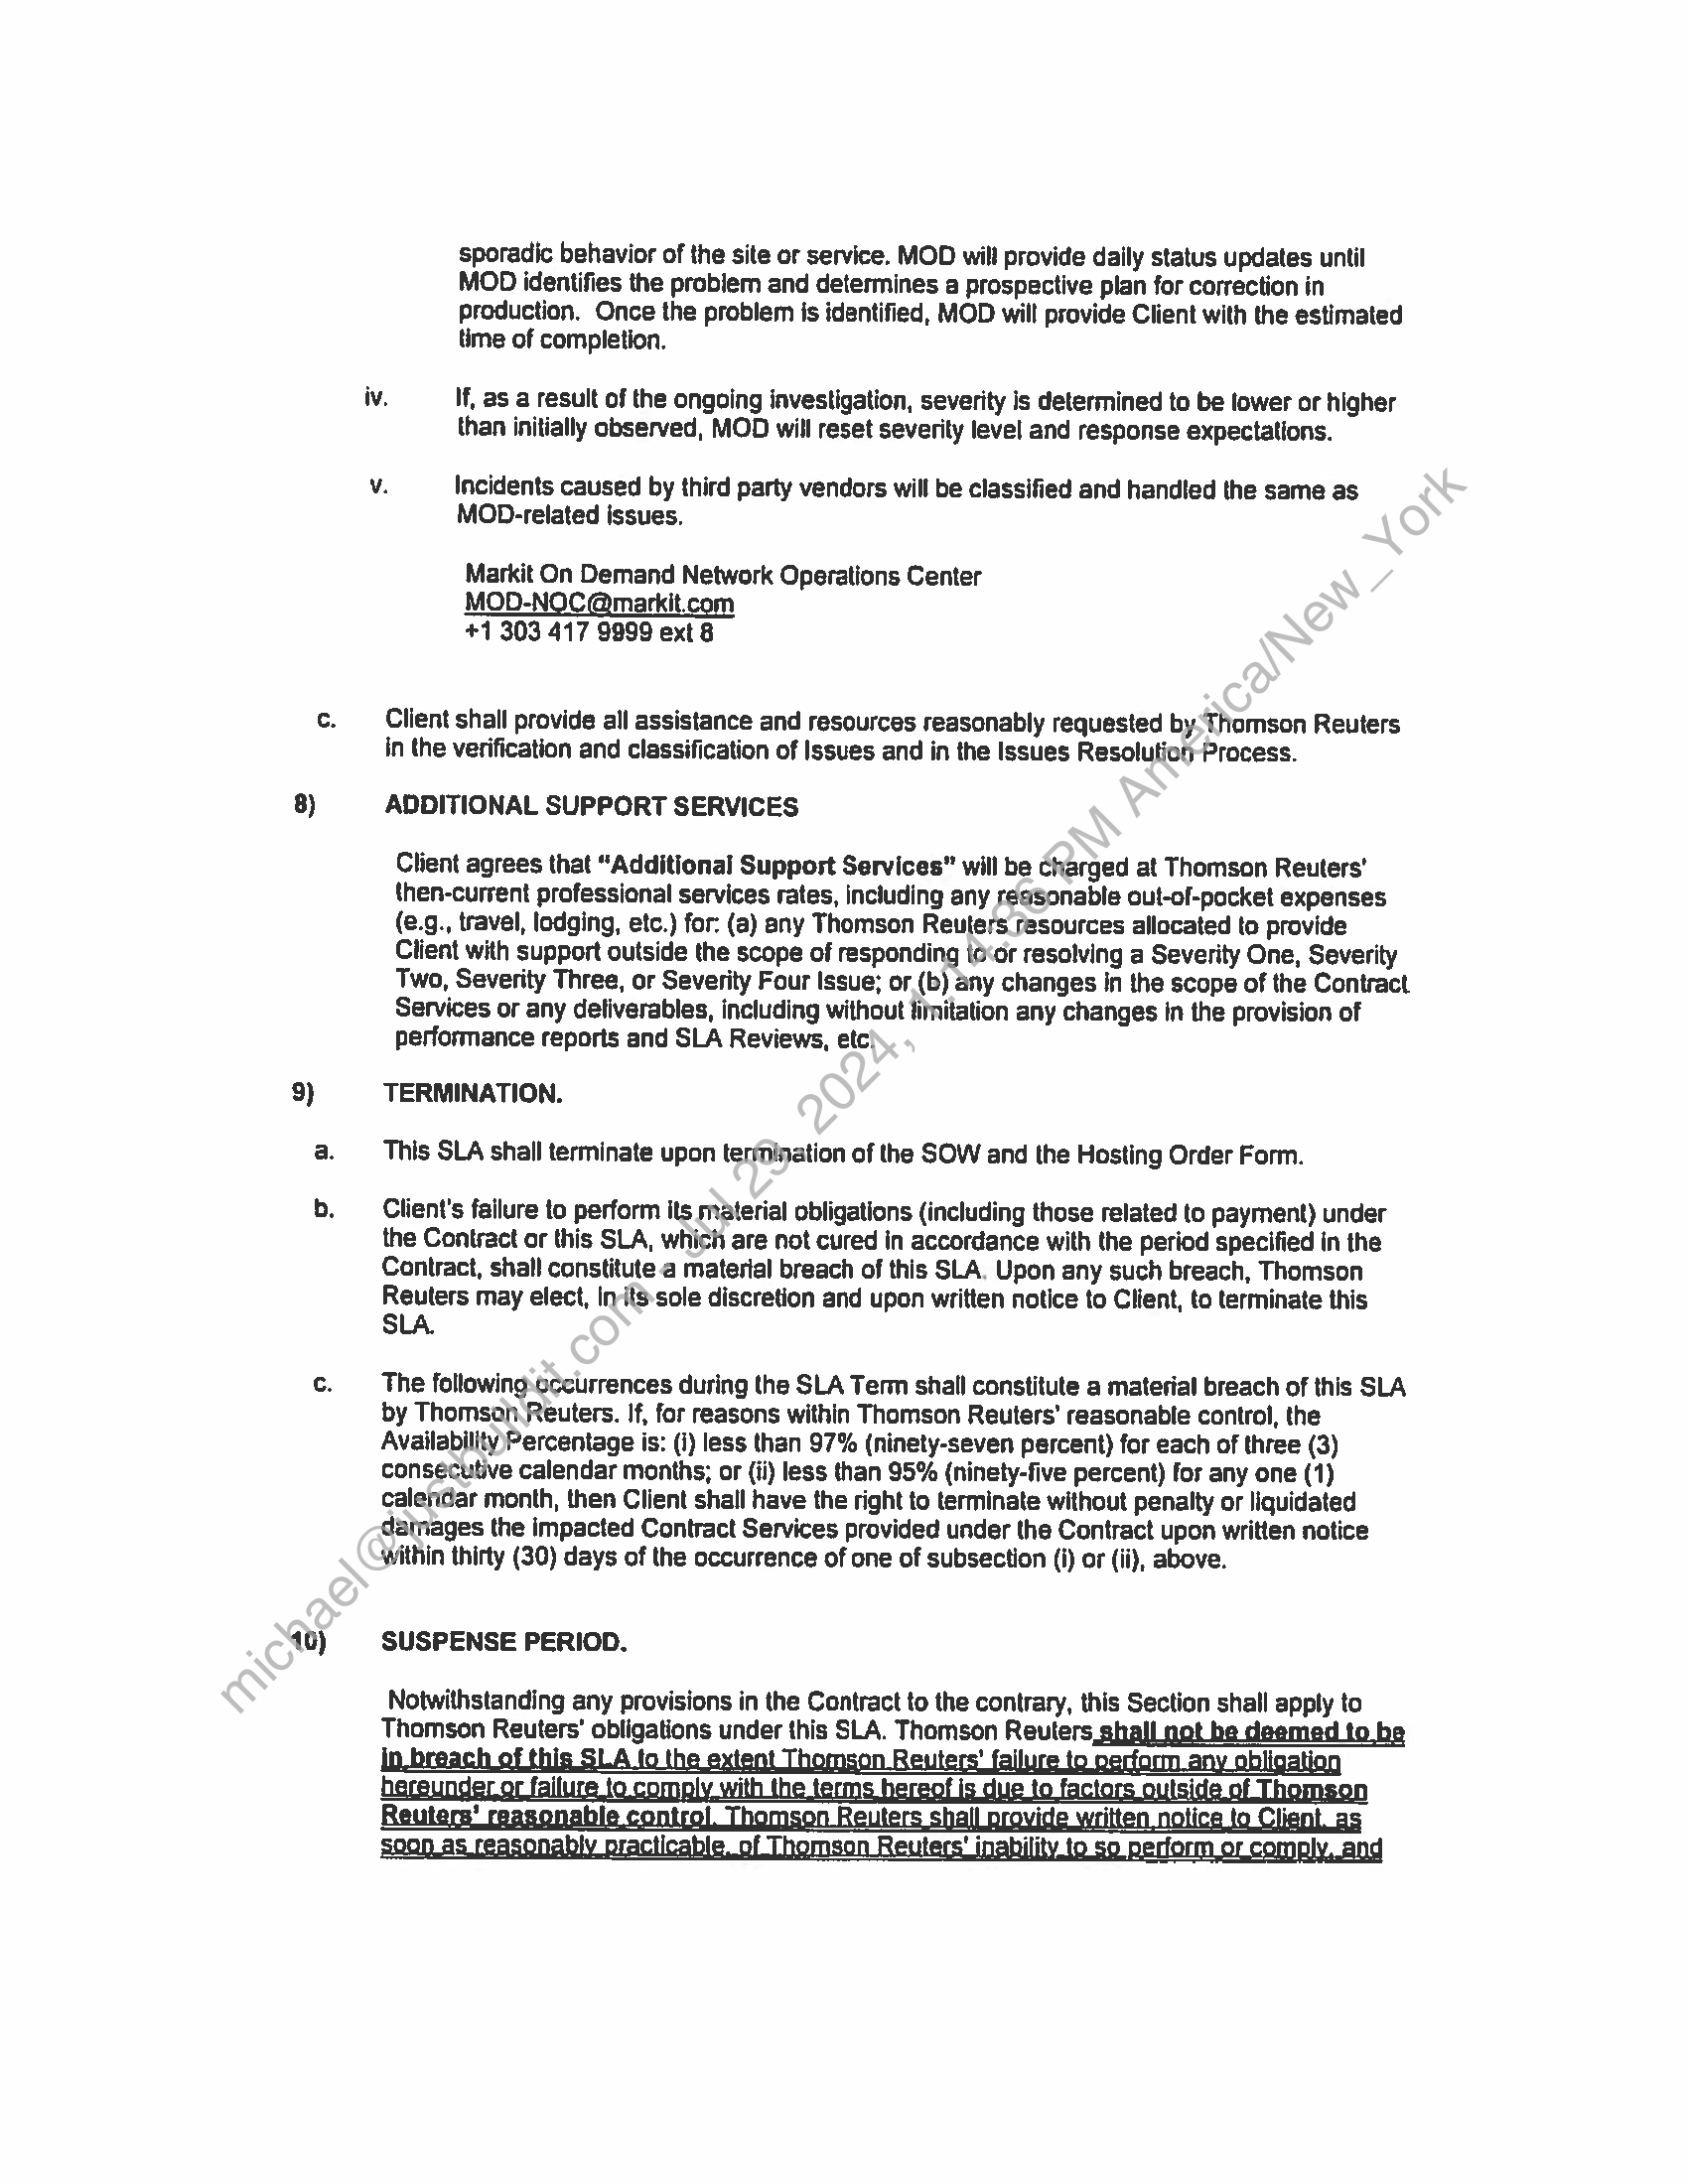 sporadic behavior of the site or service. MOD will provide daily status updates until
MOD identifies the problem and determines a prospective plan for correction in
production.  Once the problem is identified, MOD will provide Client with the estimated
time of completion.
iv. If, as a result of the ongoing investigation, severity is determined to be lower or higher
than initially observed, MOD will reset severity level and response expectations.
v. Incidents caused by third party vendors will be classified and handled the same as
MOD-related issues.
Markit On Demand Network Operations Center
MOD-NOC@markit.com
+1 303 417 9999 ext 8
c. Client shall provide all assistance and resources reasonably requested by Thomson Reuters
in the verification and classification of Issues and in the Issues Resolution Process.
8) ADDITIONAL SUPPORT SERVICES
Client agrees that "Additional Support Services" will be charged at Thomson Reuters'
then-current professional services rates, including any reasonable out-of-pocket expenses
(e.g., travel, lodging, etc.) for: (a) any Thomson Reuters resources allocated to provide
Client with support outside the scope of responding to or resolving a Severity One, Severity
Two, Severity Three, or Severity Four Issue; or (b) any changes in the scope of the Contract
Services or any deliverables, including without limitation any changes in the provision of
performance reports and SLA Reviews, etc.
9) TERMINATION.
a. This SLA shall terminate upon termination of the SOW and the Hosting Order Form.
b. Client's failure to perform its material obligations (including those related to payment) under
the Contract or this SLA, which are not cured in accordance with the period specified in the
Contract, shall constitute a material breach of this SLA. Upon any such breach, Thomson
Reuters may elect, in its sole discretion and upon written notice to Client, to terminate this
SLA.
c. The following occurrences during the SLA Term shall constitute a material breach of this SLA
by Thomson Reuters. If, for reasons within Thomson Reuters' reasonable control, the
Availability Percentage is: (i) less than 97% (ninety-seven percent) for each of three (3)
consecutive calendar months; or (ii) less than 95% (ninety-five percent) for any one (1)
calendar month, then Client shall have the right to terminate without penalty or liquidated
damages the impacted Contract Services provided under the Contract upon written notice
within thirty (30) days of the occurrence of one of subsection (i) or (ii), above.
10) SUSPENSE PERIOD.
Notwithstanding any provisions in the Contract to the contrary, this Section shall apply to
Thomson Reuters' obligations under this SLA. Thomson Reuters shall not be deemed to be
in breach of this SLA to the extent Thomson Reuters' failure to perform any obligation
hereunder or failure to comply with the terms hereof is due to factors outside of Thomson
Reuters' reasonable control. Thomson Reuters shall provide written notice to Client, as
soon as reasonably practicable, of Thomson Reuters' inability to so perform or comply, and
michael@justbuildit.com - Jul 29, 2024, 1:14:36 PM America/New_York